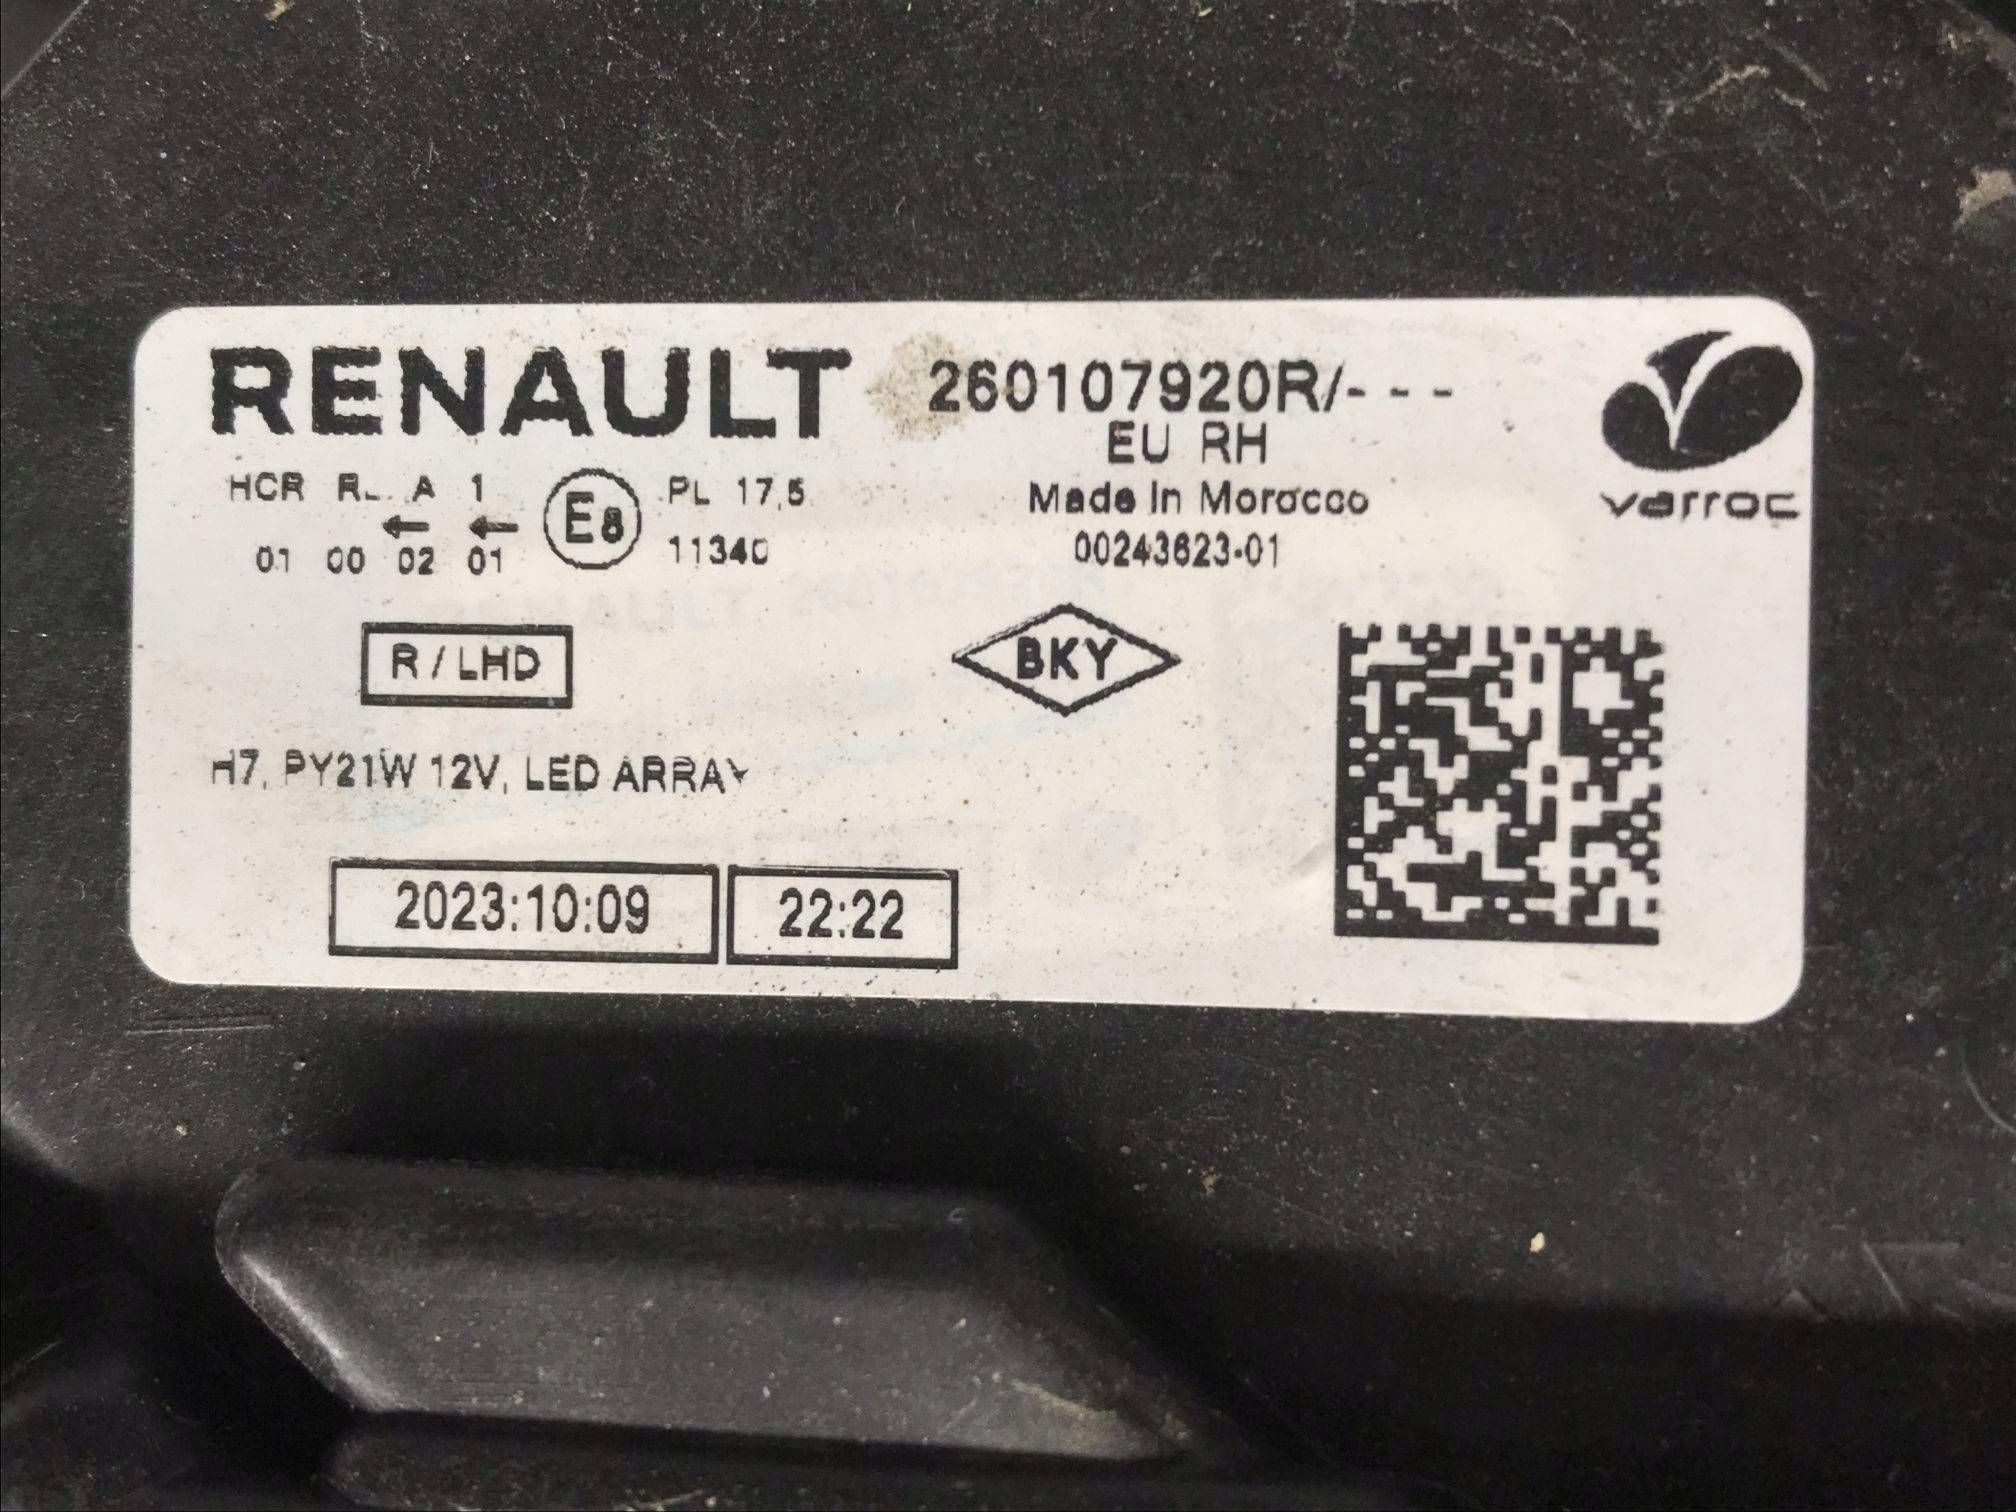 RENAULT 260107920R/---
EU RH
Made In Morocco
00243623-01
varroc
HCR A 1 E8 PL 17,5
← ←
01 00 02 01 11340
R / LHD
BKY
H7, PY21W 12V, LED ARRAY
2023:10:09 22:22